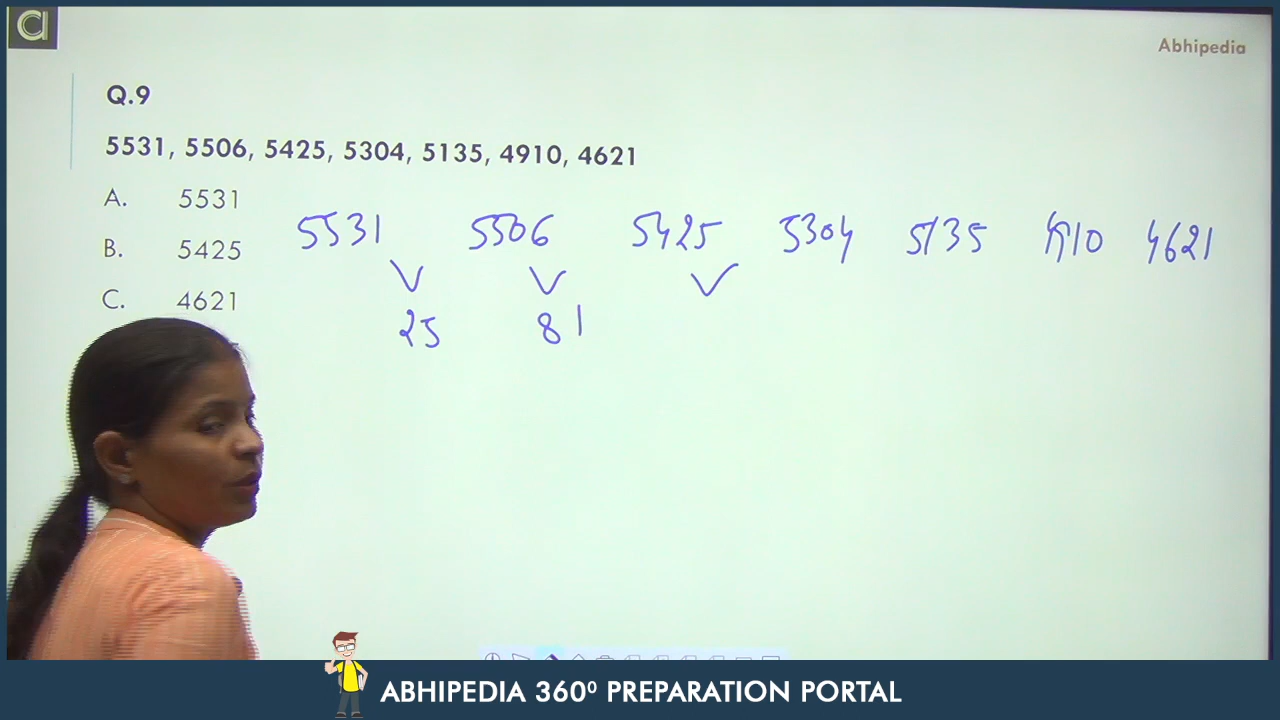 Abhipedia
Q.9
5531, 5506, 5425, 5304, 5135, 4910, 4621
A. 5531
B. 5425
C. 4621
5531 5506 5425 5304 5135 4910 4621
25 81
ABHIPEDIA 360⁰ PREPARATION PORTAL